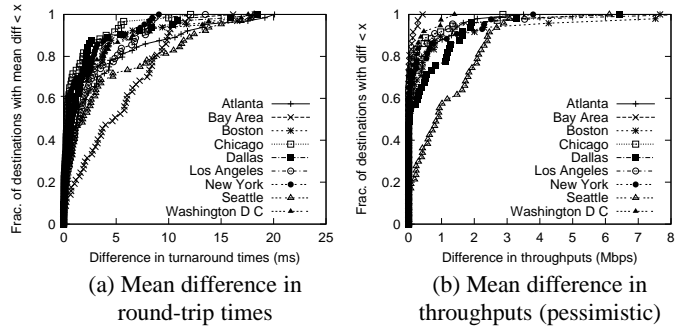 Frac. of destinations with mean diff < x
1
0.8
0.6
0.4
0.2
0
0 5 10 15 20 25
Difference in turnaround times (ms)
Atlanta
Bay Area
Boston
Chicago
Dallas
Los Angeles
New York
Seattle
Washington D C
(a) Mean difference in
round-trip times
Frac. of destinations with diff < x
1
0.8
0.6
0.4
0.2
0
0 1 2 3 4 5 6 7 8
Difference in throughputs (Mbps)
Atlanta
Bay Area
Boston
Chicago
Dallas
Los Angeles
New York
Seattle
Washington D C
(b) Mean difference in
throughputs (pessimistic)